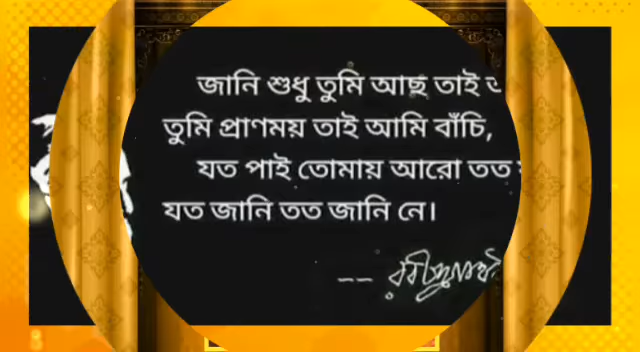 জানি শুধু তুমি আছ তাই
তুমি প্রাণময় তাই আমি বাঁচি,
যত পাই তোমায় আরো তত
যত জানি তত জানি নে।
-- রবীন্দ্রনাথ